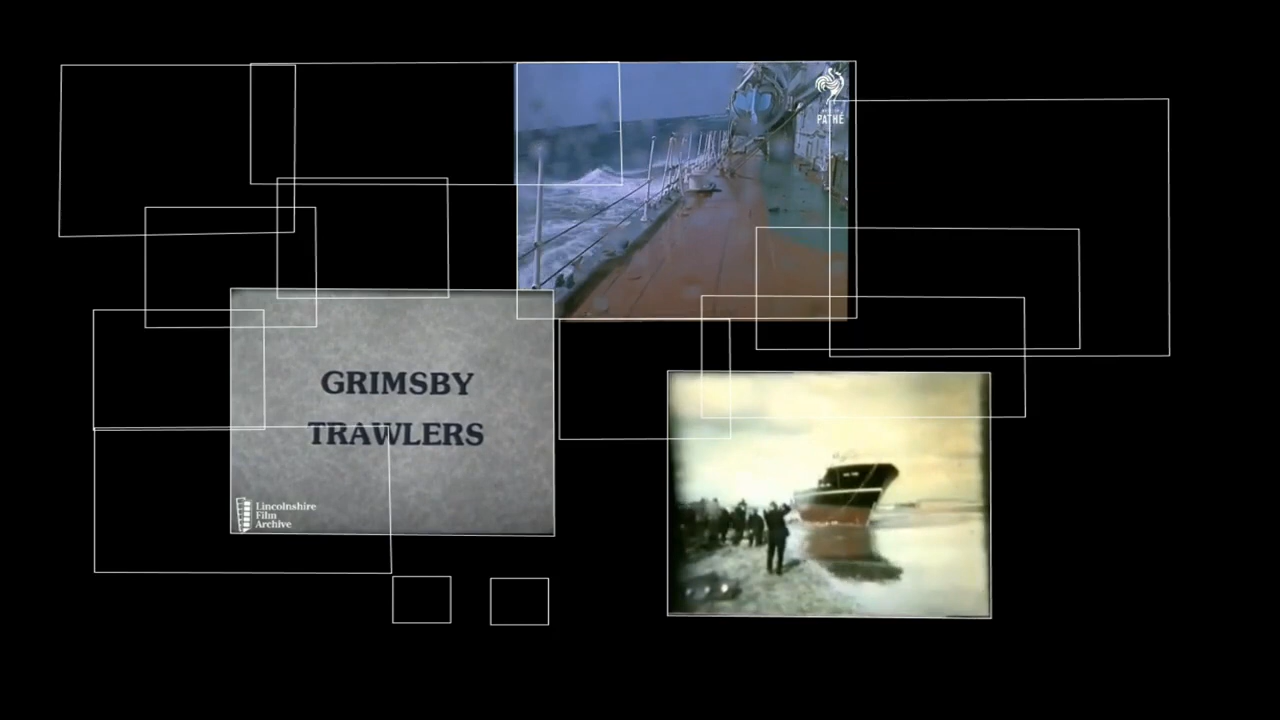 PATHÉ
GRIMSBY
TRAWLERS
Lincolnshire
Film
Archive